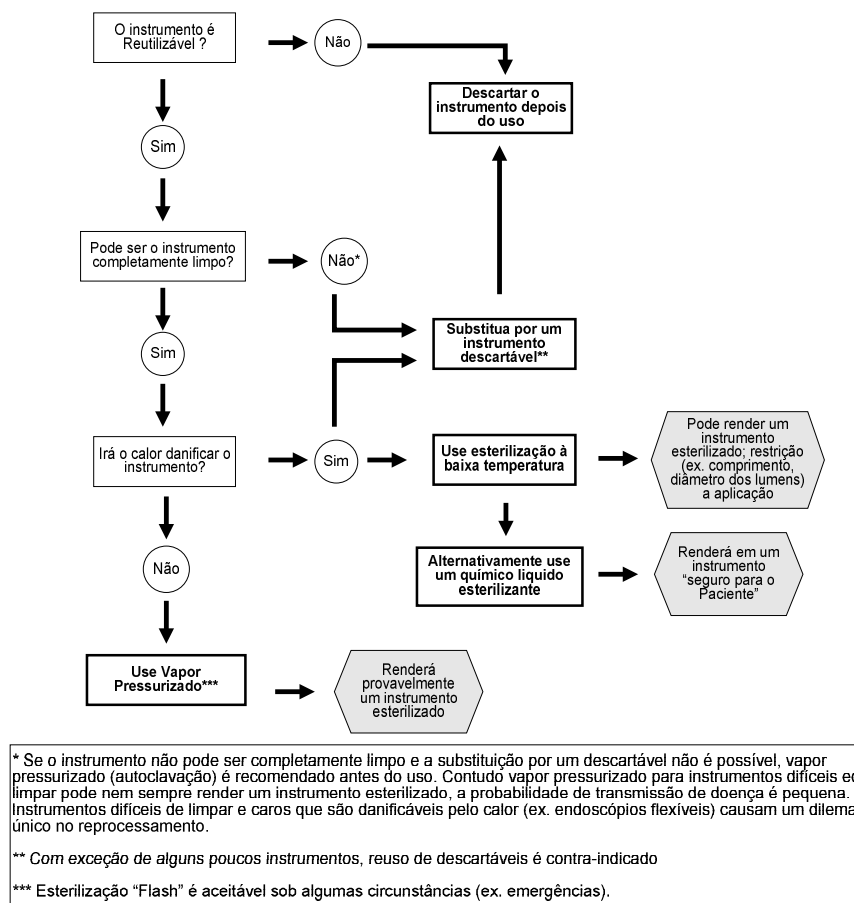 O instrumento é
Reutilizável ?
Não
Descartar o
instrumento depois
do uso
Sim
Pode ser o instrumento
completamente limpo?
Não*
Substitua por um
instrumento
descartável**
Sim
Irá o calor danificar o
instrumento?
Sim
Use esterilização à
baixa temperatura
Pode render um
instrumento
esterilizado; restrição
(ex. comprimento,
diâmetro dos lumens)
a aplicação
Não
Alternativamente use
um químico liquido
esterilizante
Renderá em um
instrumento
“seguro para o
Paciente”
Use Vapor
Pressurizado***
Renderá
provavelmente
um instrumento
esterilizado
* Se o instrumento não pode ser completamente limpo e a substituição por um descartável não é possível, vapor
pressurizado (autoclavação) é recomendado antes do uso. Contudo vapor pressurizado para instrumentos difíceis
limpar pode nem sempre render um instrumento esterilizado, a probabilidade de transmissão de doença é pequena.
Instrumentos difíceis de limpar e caros que são danificáveis pelo calor (ex. endoscópios flexíveis) causam um dilema
único no reprocessamento.
** Com exceção de alguns poucos instrumentos, reuso de descartáveis é contra-indicado
*** Esterilização “Flash” é aceitável sob algumas circunstâncias (ex. emergências).